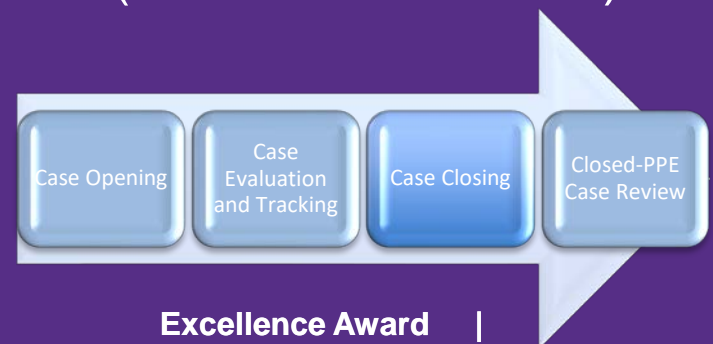 Case Opening
Case
Evaluation
and Tracking
Case Closing
Closed-PPE
Case Review
Excellence Award |